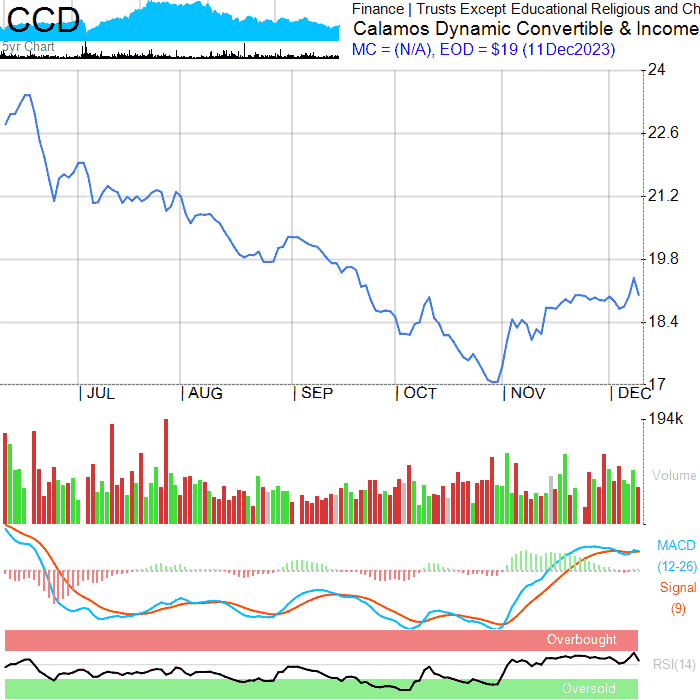 CCD
5yr Chart
Finance | Trusts Except Educational Religious and Ch
Calamos Dynamic Convertible & Income
MC = (N/A), EOD = $19 (11Dec2023)
24
22.6
21.2
19.8
18.4
17
| JUL
| AUG
| SEP
| OCT
| NOV
| DEC
194k
Volume
MACD
(12-26)
Signal
(9)
Overbought
RSI(14)
Oversold